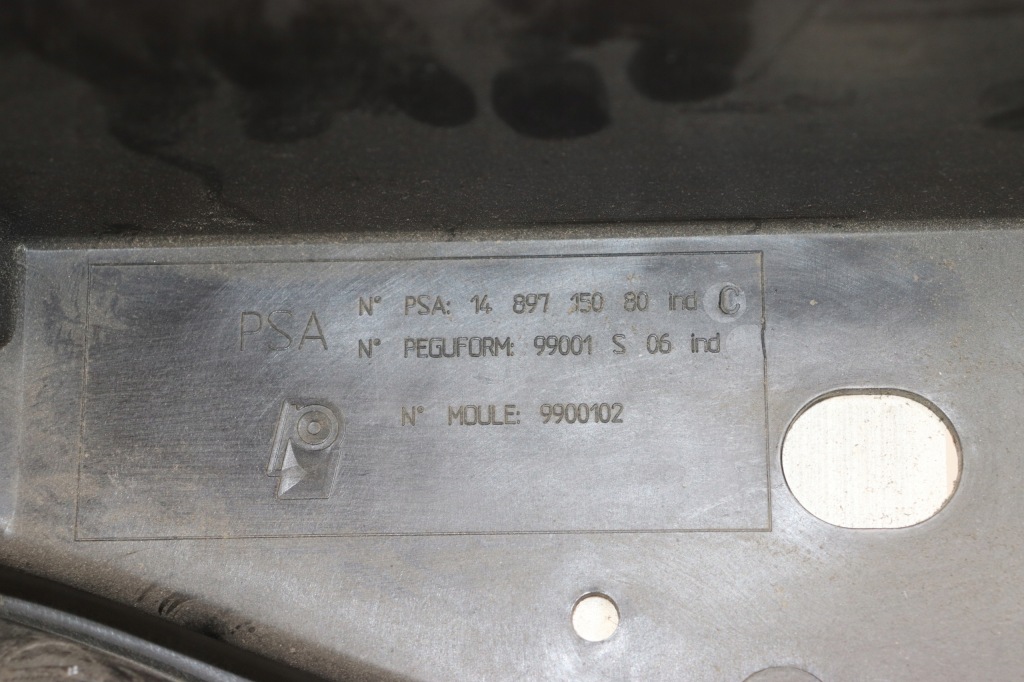 PSA
N° PSA: 14 897 150 80 ind C
N° PEGUFORM: 99001 S 06 ind
N° MOULE: 9900102